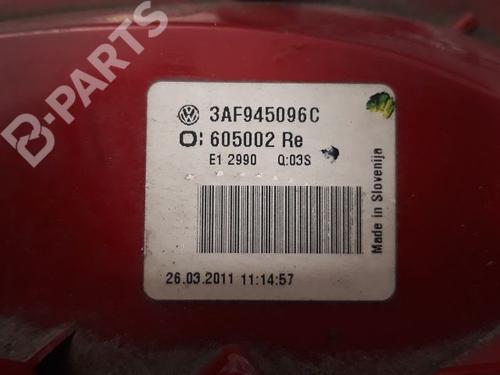 B-PARTS
3AF945096C
O: 605002 Re
E1 2990 Q:03S
Made in Slovenija
26.03.2011 11:14:57